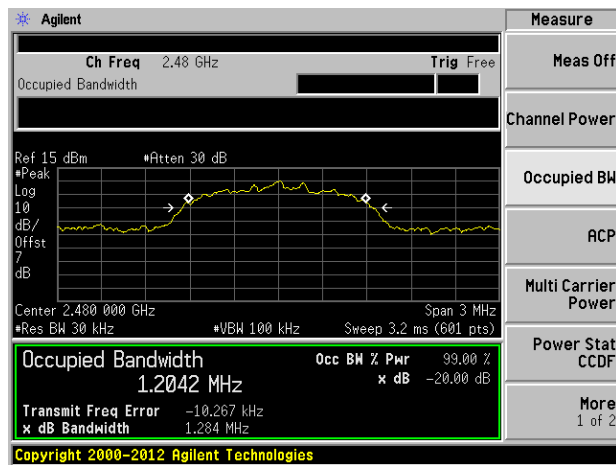 Agilent
Measure
Ch Freq 2.48 GHz Trig Free
Occupied Bandwidth
Meas Off
Channel Power
Occupied BW
ACP
Multi Carrier
Power
Power Stat
CCDF
More
1 of 2
Ref 15 dBm #Atten 30 dB
#Peak
Log
10
dB/
Offst
7
dB
Center 2.480 000 GHz Span 3 MHz
#Res BW 30 kHz #VBW 100 kHz Sweep 3.2 ms (601 pts)
Occupied Bandwidth Occ BW % Pwr 99.00 %
1.2042 MHz x dB -20.00 dB
Transmit Freq Error -10.267 kHz
x dB Bandwidth 1.284 MHz
Copyright 2000-2012 Agilent Technologies